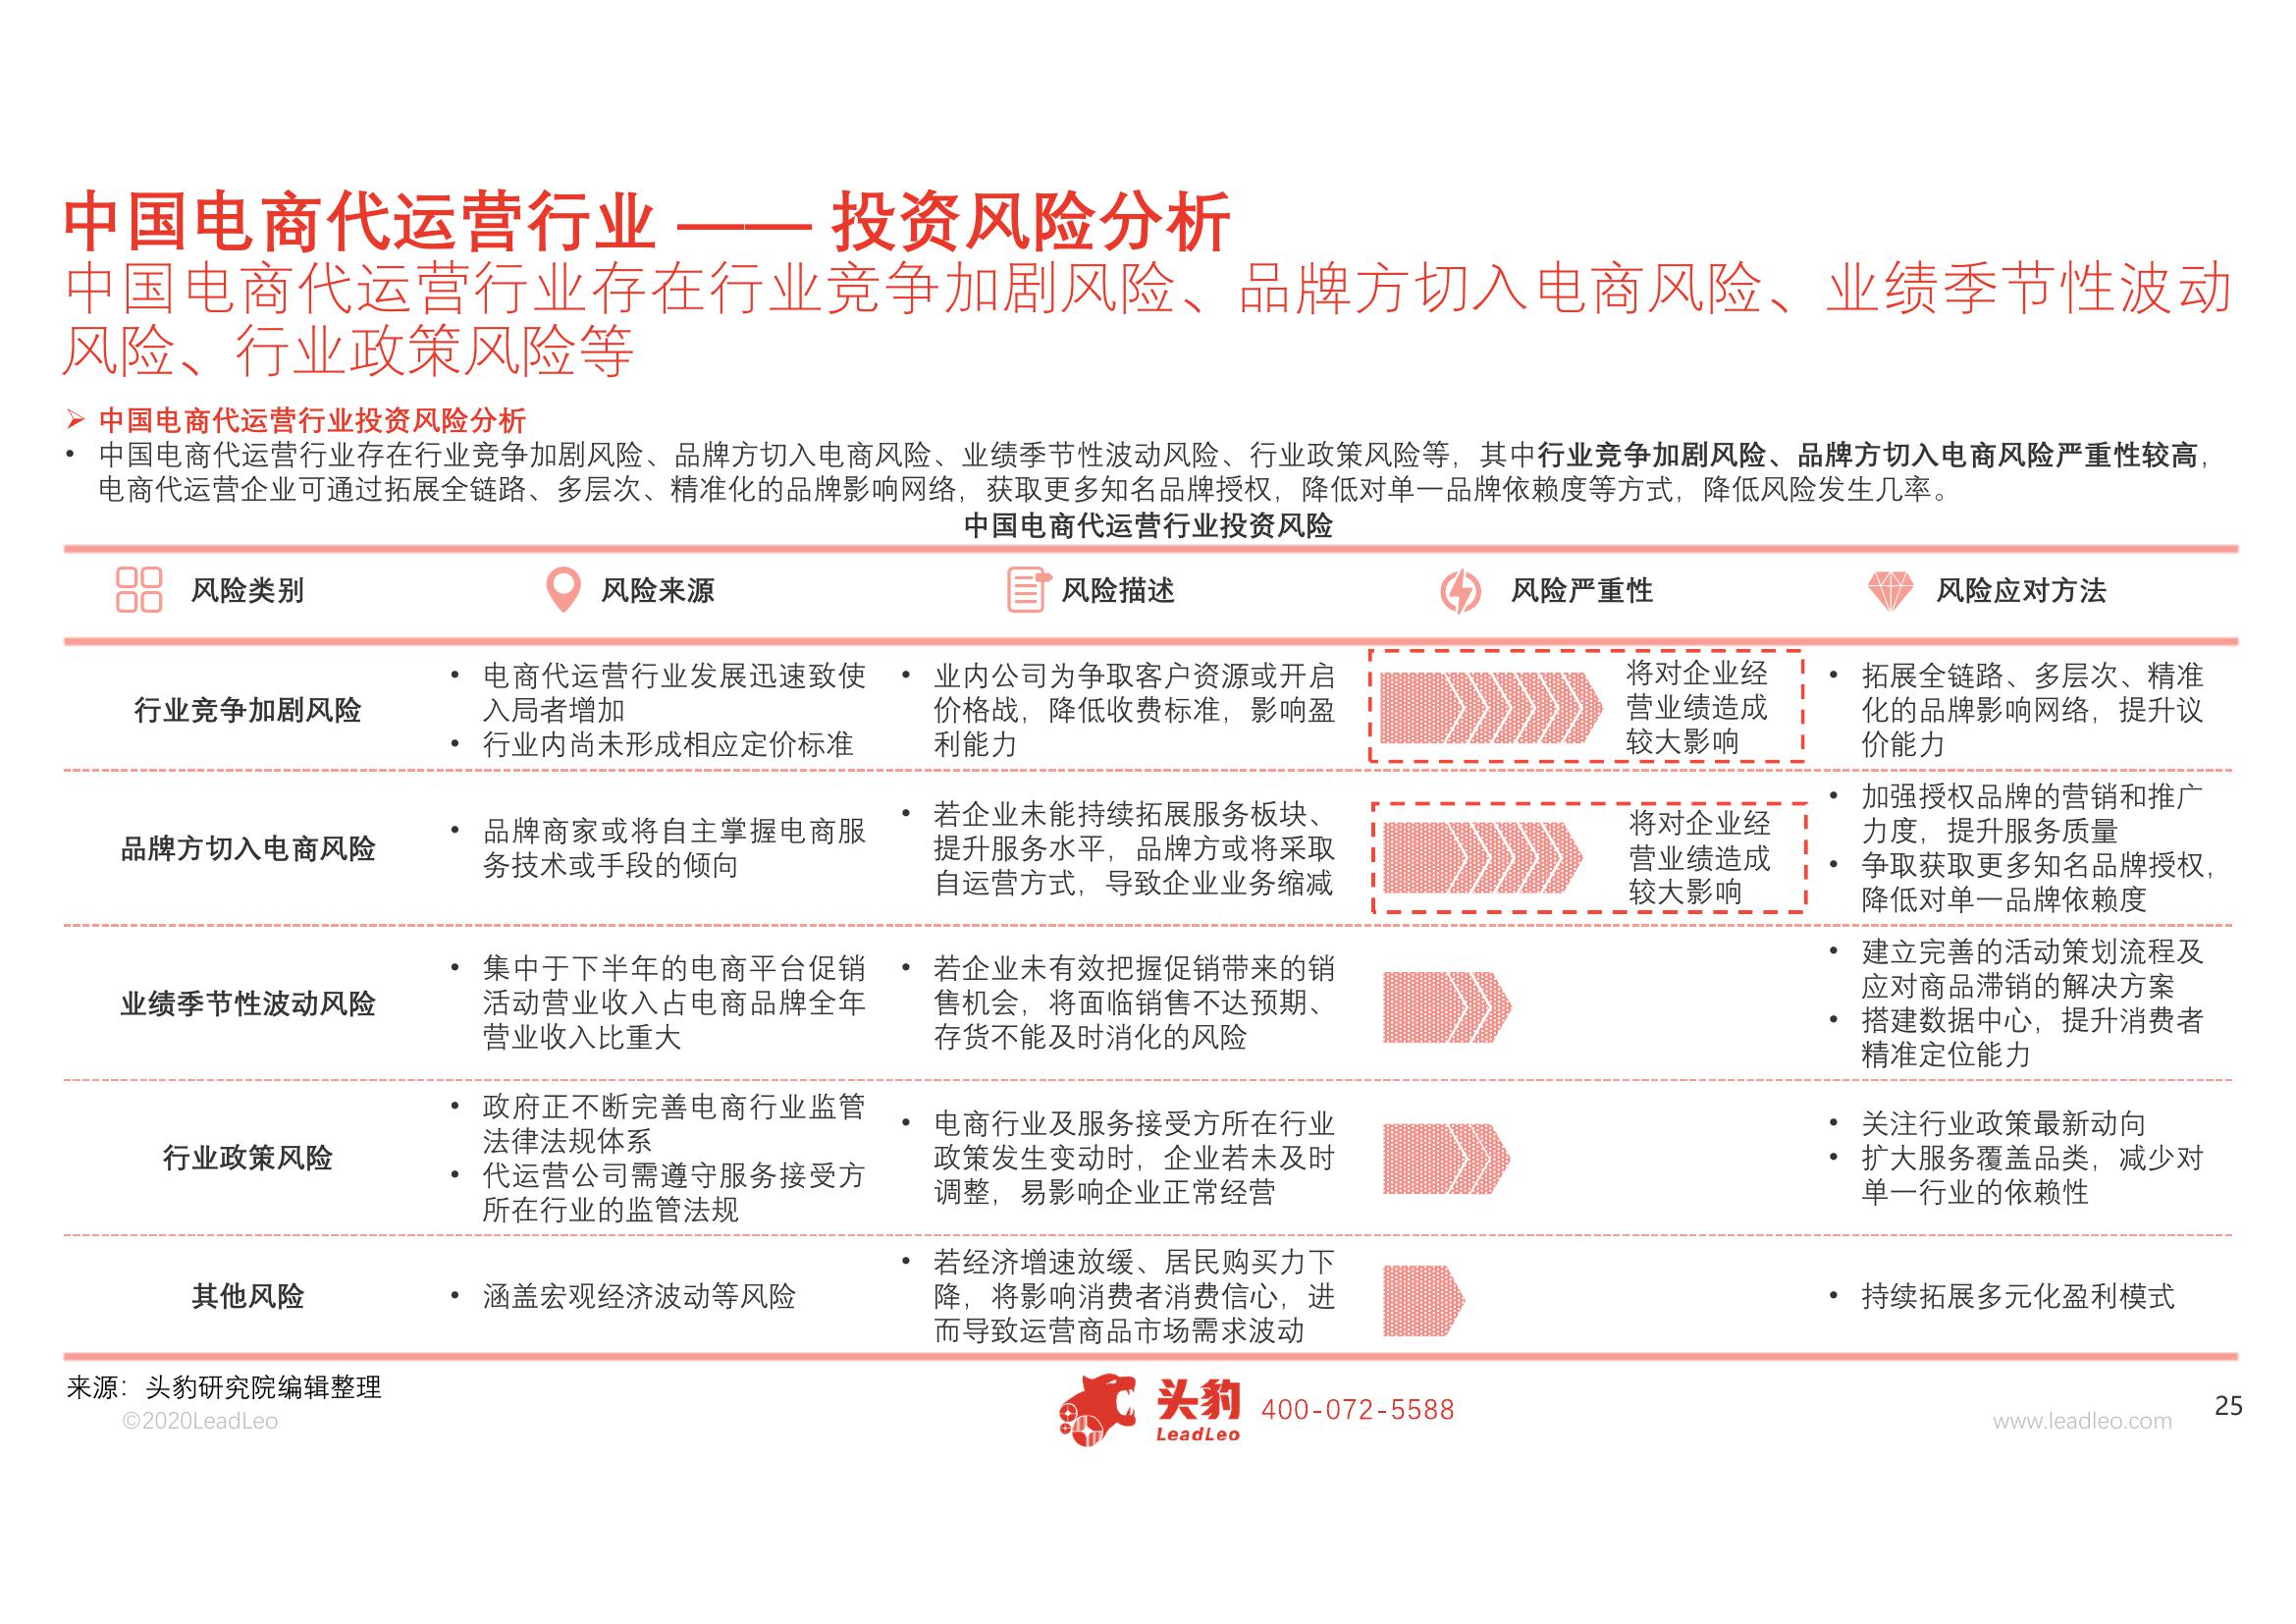 中国电商代运营行业 —— 投资风险分析
中国电商代运营行业存在行业竞争加剧风险、品牌方切入电商风险、业绩季节性波动
风险、行业政策风险等
➢ 中国电商代运营行业投资风险分析
• 中国电商代运营行业存在行业竞争加剧风险、品牌方切入电商风险、业绩季节性波动风险、行业政策风险等，其中行业竞争加剧风险、品牌方切入电商风险严重性较高，
电商代运营企业可通过拓展全链路、多层次、精准化的品牌影响网络，获取更多知名品牌授权，降低对单一品牌依赖度等方式，降低风险发生几率。
中国电商代运营行业投资风险
风险类别
风险来源
风险描述
风险严重性
风险应对方法
行业竞争加剧风险
• 电商代运营行业发展迅速致使
入局者增加
• 行业内尚未形成相应定价标准
• 业内公司为争取客户资源或开启
价格战，降低收费标准，影响盈
利能力
将对企业经
营业绩造成
较大影响
• 拓展全链路、多层次、精准
化的品牌影响网络，提升议
价能力
品牌方切入电商风险
• 品牌商家或将自主掌握电商服
务技术或手段的倾向
• 若企业未能持续拓展服务板块、
提升服务水平，品牌方或将采取
自运营方式，导致企业业务缩减
将对企业经
营业绩造成
较大影响
• 加强授权品牌的营销和推广
力度，提升服务质量
• 争取获取更多知名品牌授权，
降低对单一品牌依赖度
业绩季节性波动风险
• 集中于下半年的电商平台促销
活动营业收入占电商品牌全年
营业收入比重大
• 若企业未有效把握促销带来的销
售机会，将面临销售不达预期、
存货不能及时消化的风险
• 建立完善的活动策划流程及
应对商品滞销的解决方案
• 搭建数据中心，提升消费者
精准定位能力
行业政策风险
• 政府正不断完善电商行业监管
法律法规体系
• 代运营公司需遵守服务接受方
所在行业的监管法规
• 电商行业及服务接受方所在行业
政策发生变动时，企业若未及时
调整，易影响企业正常经营
• 关注行业政策最新动向
• 扩大服务覆盖品类，减少对
单一行业的依赖性
其他风险
• 涵盖宏观经济波动等风险
• 若经济增速放缓、居民购买力下
降，将影响消费者消费信心，进
而导致运营商品市场需求波动
• 持续拓展多元化盈利模式
来源：头豹研究院编辑整理
©2020LeadLeo
头豹
LeadLeo
400-072-5588
www.leadleo.com
25